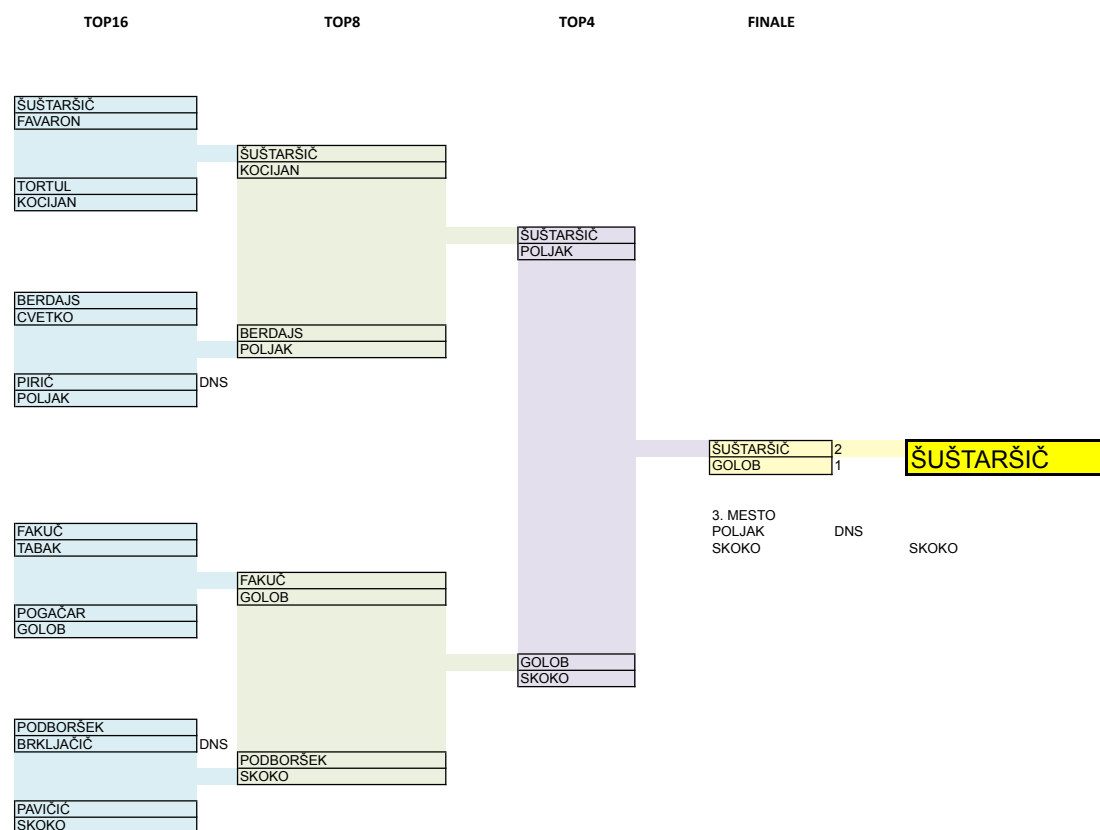 TOP16 TOP8 TOP4 FINALE
ŠUŠTARŠIČ
FAVARON
ŠUŠTARŠIČ
KOCIJAN
TORTUL
KOCIJAN
ŠUŠTARŠIČ
POLJAK
BERDAJS
CVETKO
BERDAJS
POLJAK
PIRIĆ DNS
POLJAK
ŠUŠTARŠIČ 2 ŠUŠTARŠIČ
GOLOB 1
3. MESTO
FAKUČ POLJAK DNS
TABAK SKOKO SKOKO
FAKUČ
GOLOB
POGAČAR
GOLOB
GOLOB
SKOKO
PODBORŠEK
BRKLJAČIČ DNS
PODBORŠEK
SKOKO
PAVIČIĆ
SKOKO